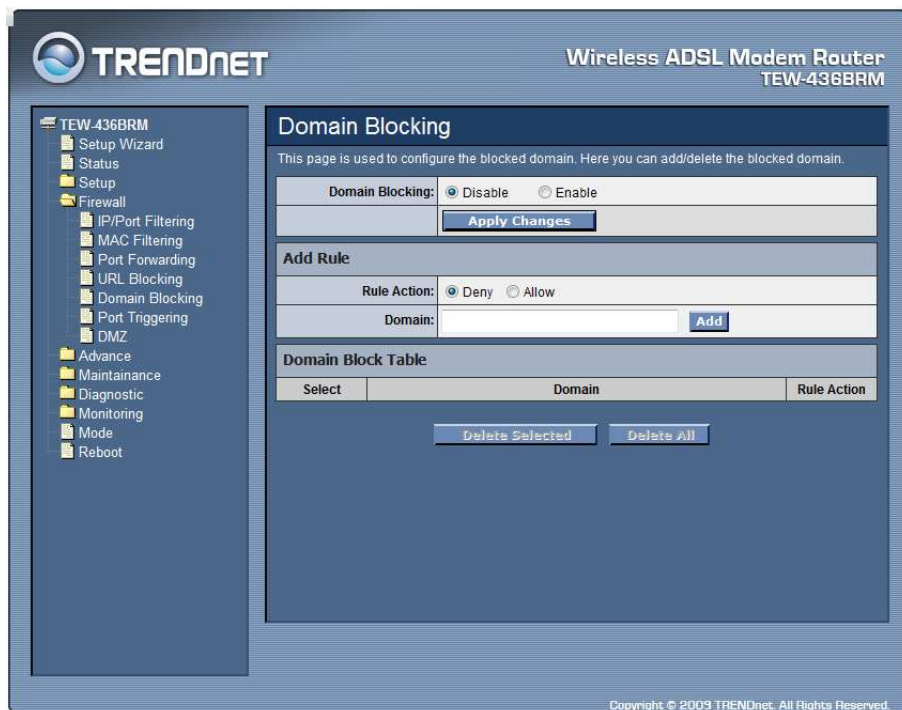 TRENDNET
Wireless ADSL Modem Router
TEW-436BRM
TEW-436BRM
Setup Wizard
Status
Setup
Firewall
IP/Port Filtering
MAC Filtering
Port Forwarding
URL Blocking
Domain Blocking
Port Triggering
DMZ
Advance
Maintainance
Diagnostic
Monitoring
Mode
Reboot
Domain Blocking
This page is used to configure the blocked domain. Here you can add/delete the blocked domain.
Domain Blocking: Disable Enable
Apply Changes
Add Rule
Rule Action: Deny Allow
Domain: Add
Domain Block Table
Select Domain Rule Action
Delete Selected Delete All
Copyright © 2009 TRENDnet. All Rights Reserved.